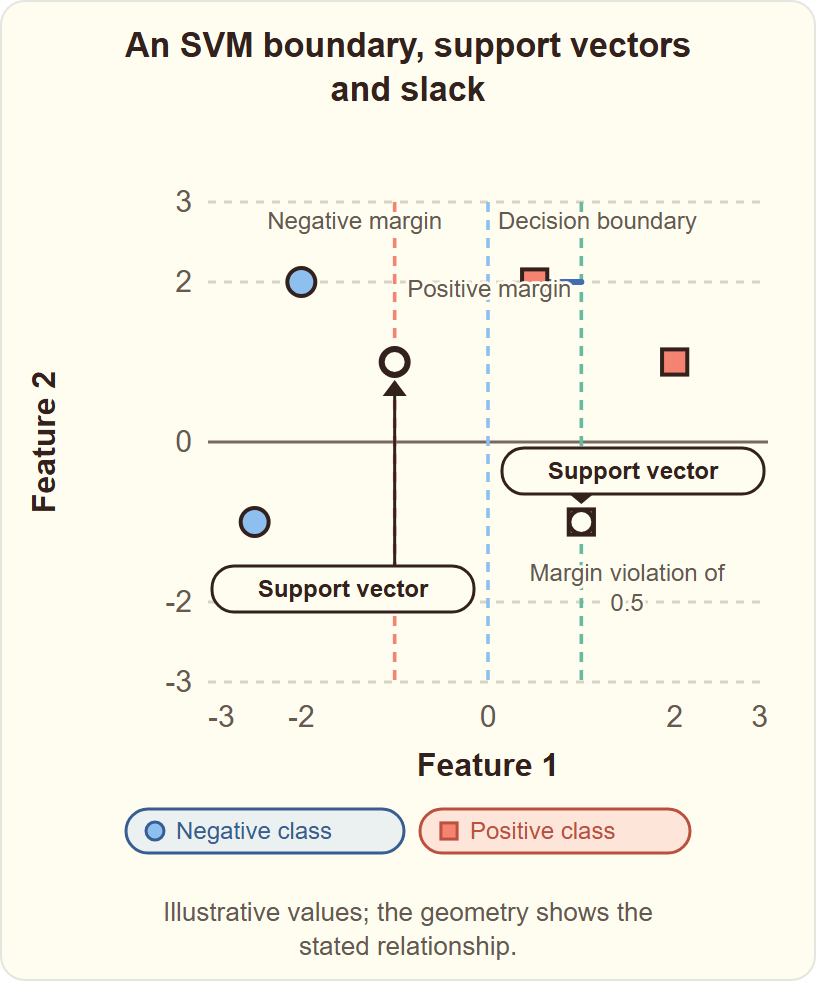 An SVM boundary, support vectors
and slack
3
Negative margin
Decision boundary
2
Positive margin
Feature 2
0
Support vector
Margin violation of
0.5
Support vector
-2
-3
-3
-2
0
2
3
Feature 1
Negative class
Positive class
Illustrative values; the geometry shows the
stated relationship.